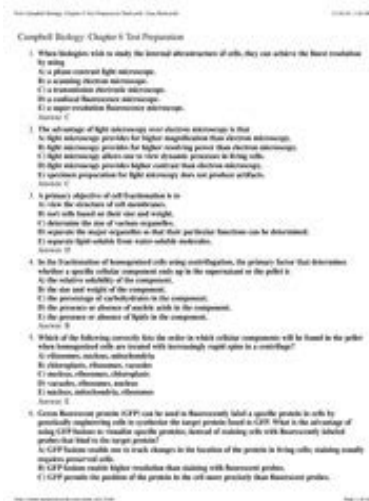 Campbell Biology: Chapter 6 Test Preparation
1. When biologists wish to study the internal ultrastructure of cells, they can achieve the finest resolution
by using
A) a phase-contrast light microscope.
B) a scanning electron microscope.
C) a transmission electronic microscope.
D) a confocal fluorescence microscope.
E) a super-resolution fluorescence microscope.
Answer: C
2. The advantage of light microscopy over electron microscopy is that
A) light microscopy provides for higher magnification than electron microscopy.
B) light microscopy provides for higher resolving power than electron microscopy.
C) light microscopy allows one to view dynamic processes in living cells.
D) light microscopy provides higher contrast than electron microscopy.
E) specimen preparation for light microscopy does not produce artifacts.
Answer: C
3. A primary objective of cell fractionation is to
A) view the structure of cell membranes.
B) sort cells based on their size and weight.
C) determine the size of various organelles.
D) separate the major organelles so that their particular functions can be determined.
E) separate lipid-soluble from water-soluble molecules.
Answer: D
4. In the fractionation of homogenized cells using centrifugation, the primary factor that determines
whether a specific cellular component ends up in the supernatant or the pellet is
A) the relative solubility of the component.
B) the size and weight of the component.
C) the percentage of carbohydrates in the component.
D) the presence or absence of nucleic acids in the component.
E) the presence or absence of lipids in the component.
Answer: B
5. Which of the following correctly lists the order in which cellular components will be found in the pellet
when homogenized cells are treated with increasingly rapid spins in a centrifuge?
A) ribosomes, nucleus, mitochondria
B) chloroplasts, ribosomes, vacuoles
C) nucleus, ribosomes, chloroplasts
D) vacuoles, ribosomes, nucleus
E) nucleus, mitochondria, ribosomes
Answer: E
6. Green fluorescent protein (GFP) can be used to fluorescently label a specific protein in cells by
genetically engineering cells to synthesize the target protein fused to GFP. What is the advantage of
using GFP fusions to visualize specific proteins, instead of staining cells with fluorescently labeled
probes that bind to the target protein?
A) GFP fusions enable one to track changes in the location of the protein in living cells; staining usually
requires preserved cells.
B) GFP fusions enable higher resolution than staining with fluorescent probes.
C) GFP permits the position of the protein in the cell more precisely than fluorescent probes.